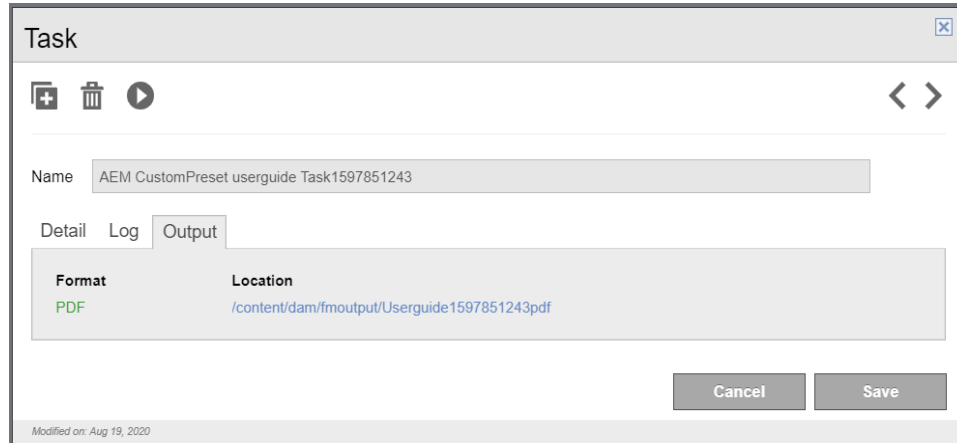 Task
Name AEM CustomPreset userguide Task1597851243
Detail Log Output
Format Location
PDF /content/dam/fmoutput/Userguide1597851243pdf
Cancel Save
Modified on: Aug 19, 2020